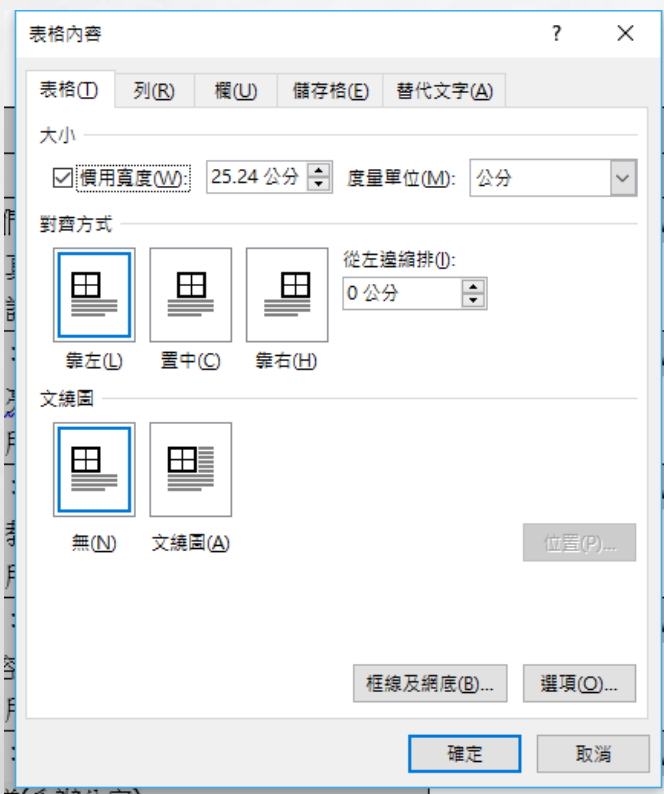 表格內容
表格(T) 列(R) 欄(U) 儲存格(E) 替代文字(A)
大小
慣用寬度(W): 25.24 公分 度量單位(M): 公分
對齊方式
從左邊縮排(I):
0 公分
靠左(L) 置中(C) 靠右(H)
文繞圖
無(N) 文繞圖(A)
位置(P)...
框線及網底(B)... 選項(O)...
確定 取消